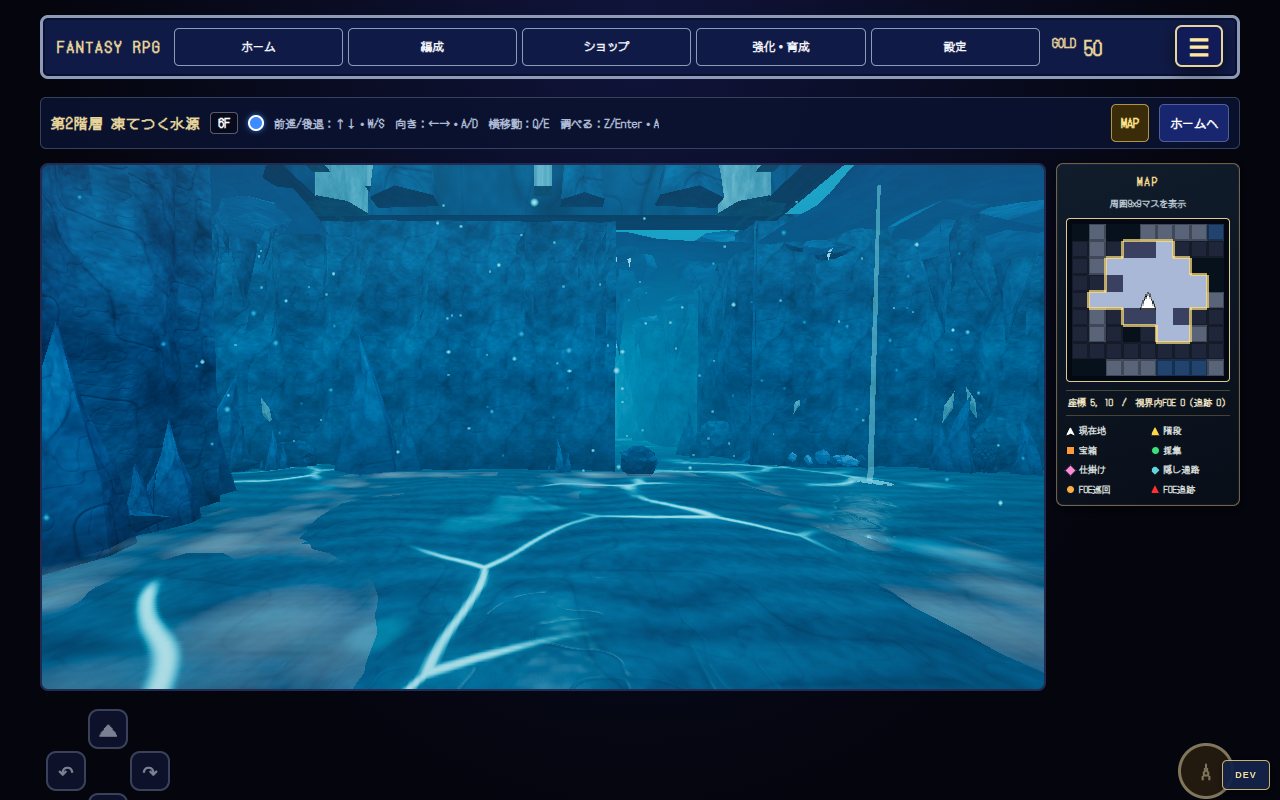 FANTASY RPG
ホーム
編成
ショップ
強化・育成
設定
GOLD 50
第2階層 凍てつく水源
6F
前進/後退：↑↓・W/S 向き：←→・A/D 横移動：Q/E 調べる：Z/Enter・A
MAP
ホームへ
MAP
周囲9x9マスを表示
座標 5, 10 / 視界内FOE 0（追跡 0）
現在地
階段
宝箱
採集
仕掛け
隠し通路
FOE巡回
FOE追跡
A
DEV